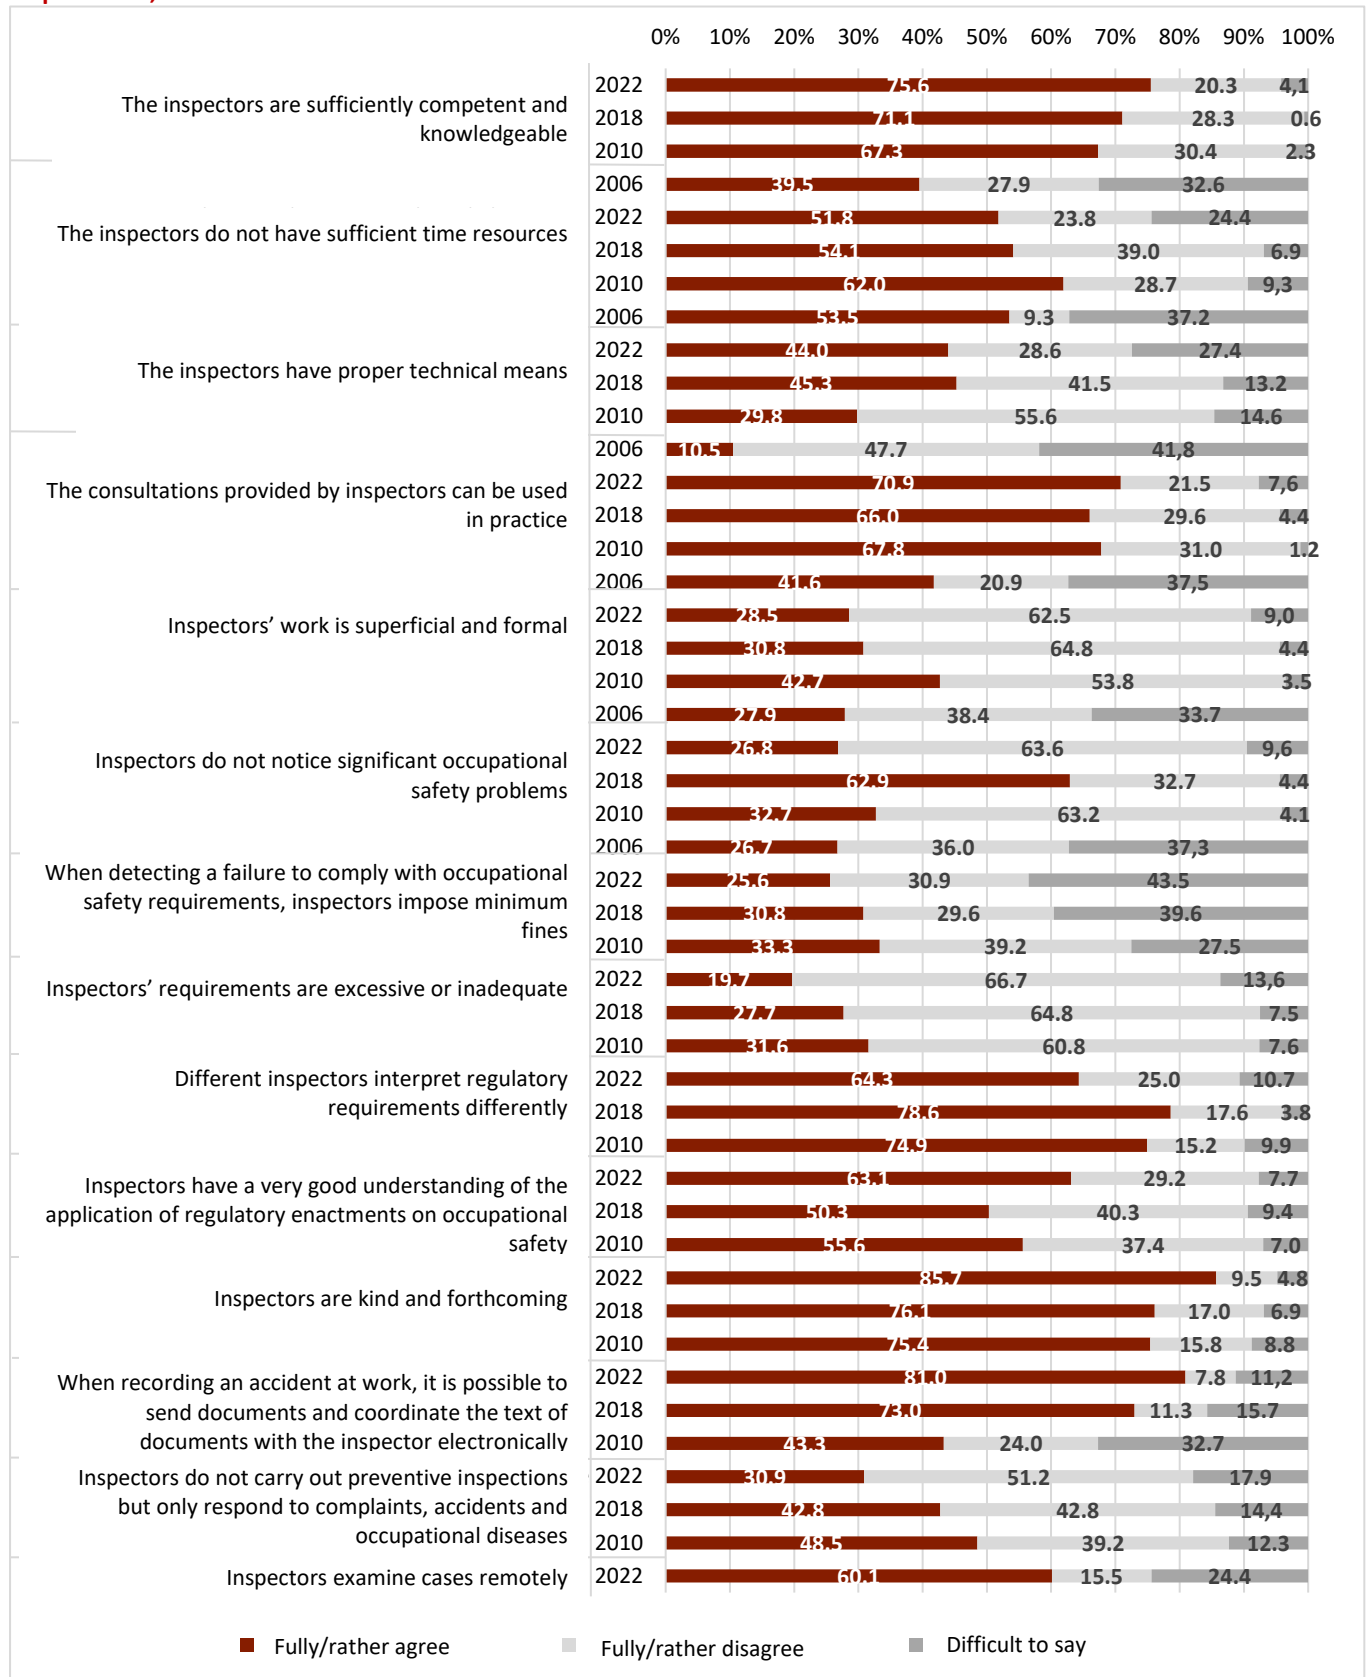 0% 10% 20% 30% 40% 50% 60% 70% 80% 90% 100%
The inspectors are sufficiently competent and
knowledgeable
2022 75.6 20.3 4,1
2018 71.1 28.3 0.6
2010 67.3 30.4 2.3
2006 39.5 27.9 32.6
The inspectors do not have sufficient time resources
2022 51.8 23.8 24.4
2018 54.1 39.0 6.9
2010 62.0 28.7 9,3
2006 53.5 9.3 37.2
The inspectors have proper technical means
2022 44.0 28.6 27.4
2018 45.3 41.5 13.2
2010 29.8 55.6 14.6
2006 10.5 47.7 41,8
The consultations provided by inspectors can be used
in practice
2022 70.9 21.5 7,6
2018 66.0 29.6 4.4
2010 67.8 31.0 1.2
2006 41.6 20.9 37,5
Inspectors’ work is superficial and formal
2022 28.5 62.5 9,0
2018 30.8 64.8 4.4
2010 42.7 53.8 3.5
2006 27.9 38.4 33.7
Inspectors do not notice significant occupational
safety problems
2022 26.8 63.6 9,6
2018 62.9 32.7 4.4
2010 32.7 63.2 4.1
2006 26.7 36.0 37,3
When detecting a failure to comply with occupational
safety requirements, inspectors impose minimum
fines
2022 25.6 30.9 43.5
2018 30.8 29.6 39.6
2010 33.3 39.2 27.5
Inspectors’ requirements are excessive or inadequate
2022 19.7 66.7 13,6
2018 27.7 64.8 7.5
2010 31.6 60.8 7.6
Different inspectors interpret regulatory
requirements differently
2022 64.3 25.0 10.7
2018 78.6 17.6 3.8
2010 74.9 15.2 9.9
Inspectors have a very good understanding of the
application of regulatory enactments on occupational
safety
2022 63.1 29.2 7.7
2018 50.3 40.3 9.4
2010 55.6 37.4 7.0
Inspectors are kind and forthcoming
2022 85.7 9.5 4.8
2018 76.1 17.0 6.9
2010 75.4 15.8 8.8
When recording an accident at work, it is possible to
send documents and coordinate the text of
documents with the inspector electronically
2022 81.0 7.8 11,2
2018 73.0 11.3 15.7
2010 43.3 24.0 32.7
Inspectors do not carry out preventive inspections
but only respond to complaints, accidents and
occupational diseases
2022 30.9 51.2 17.9
2018 42.8 42.8 14,4
2010 48.5 39.2 12.3
Inspectors examine cases remotely
2022 60.1 15.5 24.4
Fully/rather agree Fully/rather disagree Difficult to say